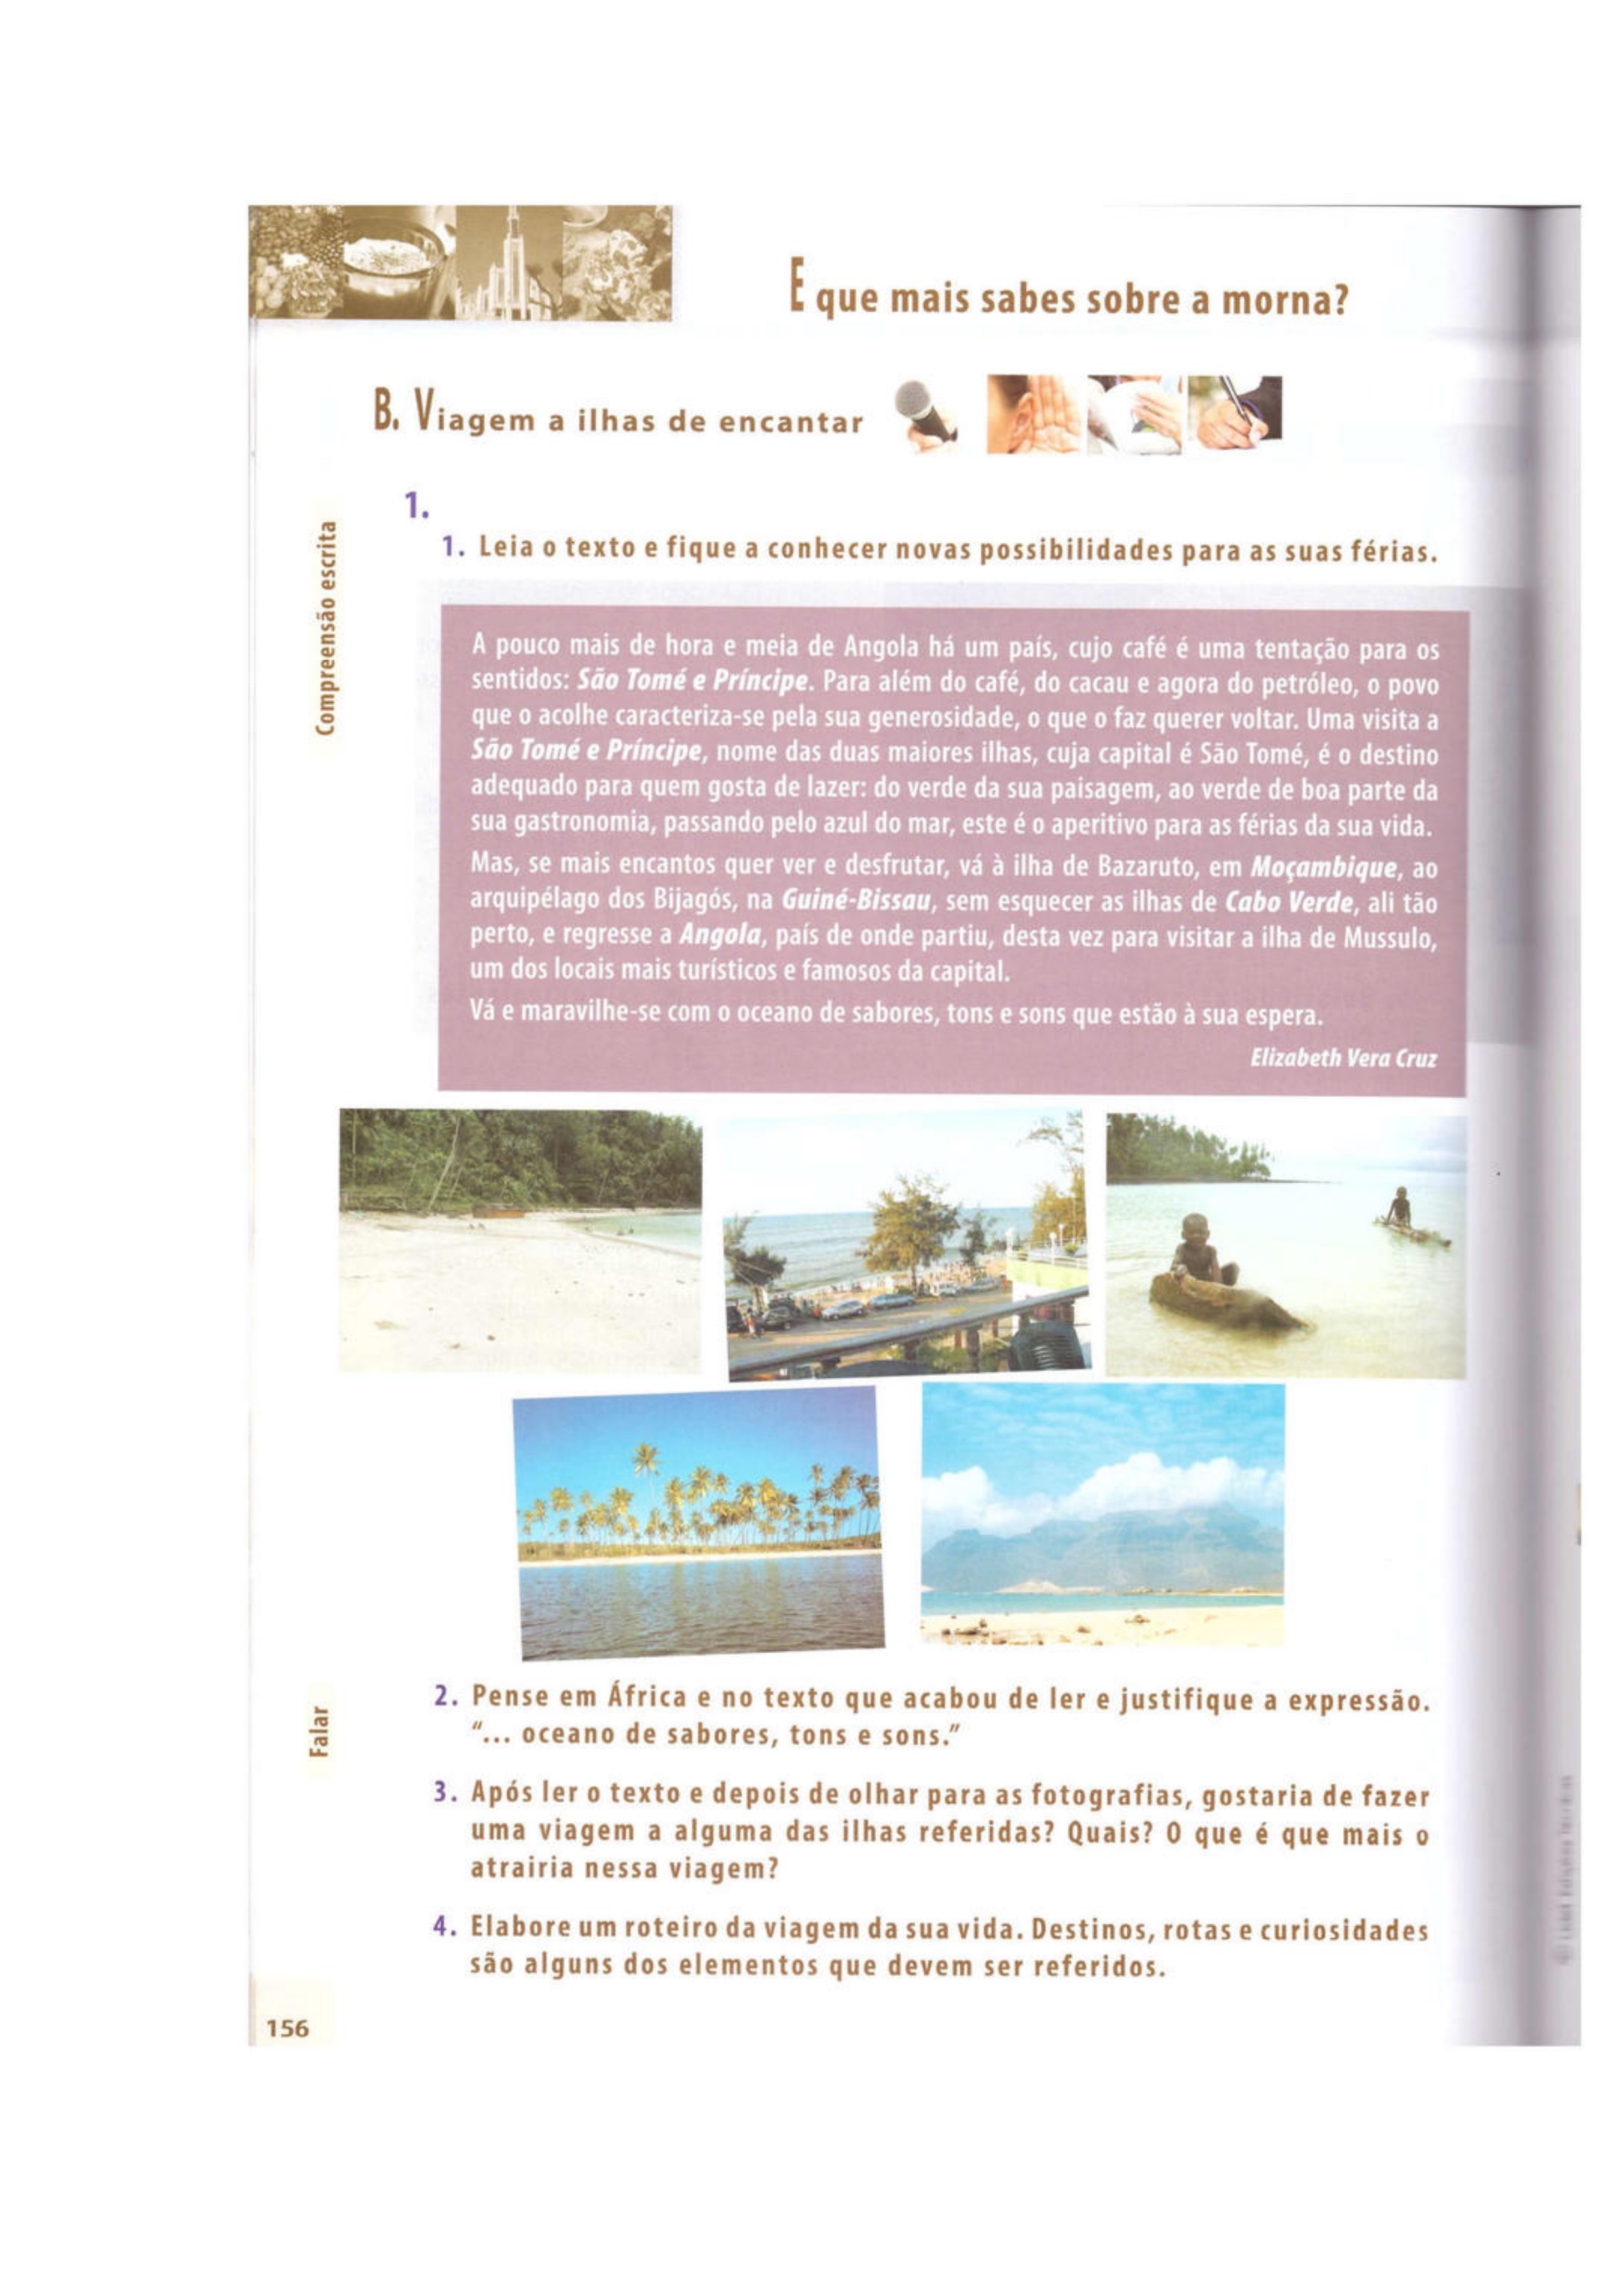 E que mais sabes sobre a morna?
B. Viagem a ilhas de encantar
1.
Compreensão escrita
1. Leia o texto e fique a conhecer novas possibilidades para as suas férias.
A pouco mais de hora e meia de Angola há um país, cujo café é uma tentação para os
sentidos: São Tomé e Príncipe. Para além do café, do cacau e agora do petróleo, o povo
que o acolhe caracteriza-se pela sua generosidade, o que o faz querer voltar. Uma visita a
São Tomé e Príncipe, nome das duas maiores ilhas, cuja capital é São Tomé, é o destino
adequado para quem gosta de lazer: do verde da sua paisagem, ao verde de boa parte da
sua gastronomia, passando pelo azul do mar, este é o aperitivo para as férias da sua vida.
Mas, se mais encantos quer ver e desfrutar, vá à ilha de Bazaruto, em Moçambique, ao
arquipélago dos Bijagós, na Guiné-Bissau, sem esquecer as ilhas de Cabo Verde, ali tão
perto, e regresse a Angola, país de onde partiu, desta vez para visitar a ilha de Mussulo,
um dos locais mais turísticos e famosos da capital.
Vá e maravilhe-se com o oceano de sabores, tons e sons que estão à sua espera.
Elizabeth Vera Cruz
Falar
2. Pense em África e no texto que acabou de ler e justifique a expressão.
"... oceano de sabores, tons e sons."
3. Após ler o texto e depois de olhar para as fotografias, gostaria de fazer
uma viagem a alguma das ilhas referidas? Quais? O que é que mais o
atrairia nessa viagem?
4. Elabore um roteiro da viagem da sua vida. Destinos, rotas e curiosidades
são alguns dos elementos que devem ser referidos.
156